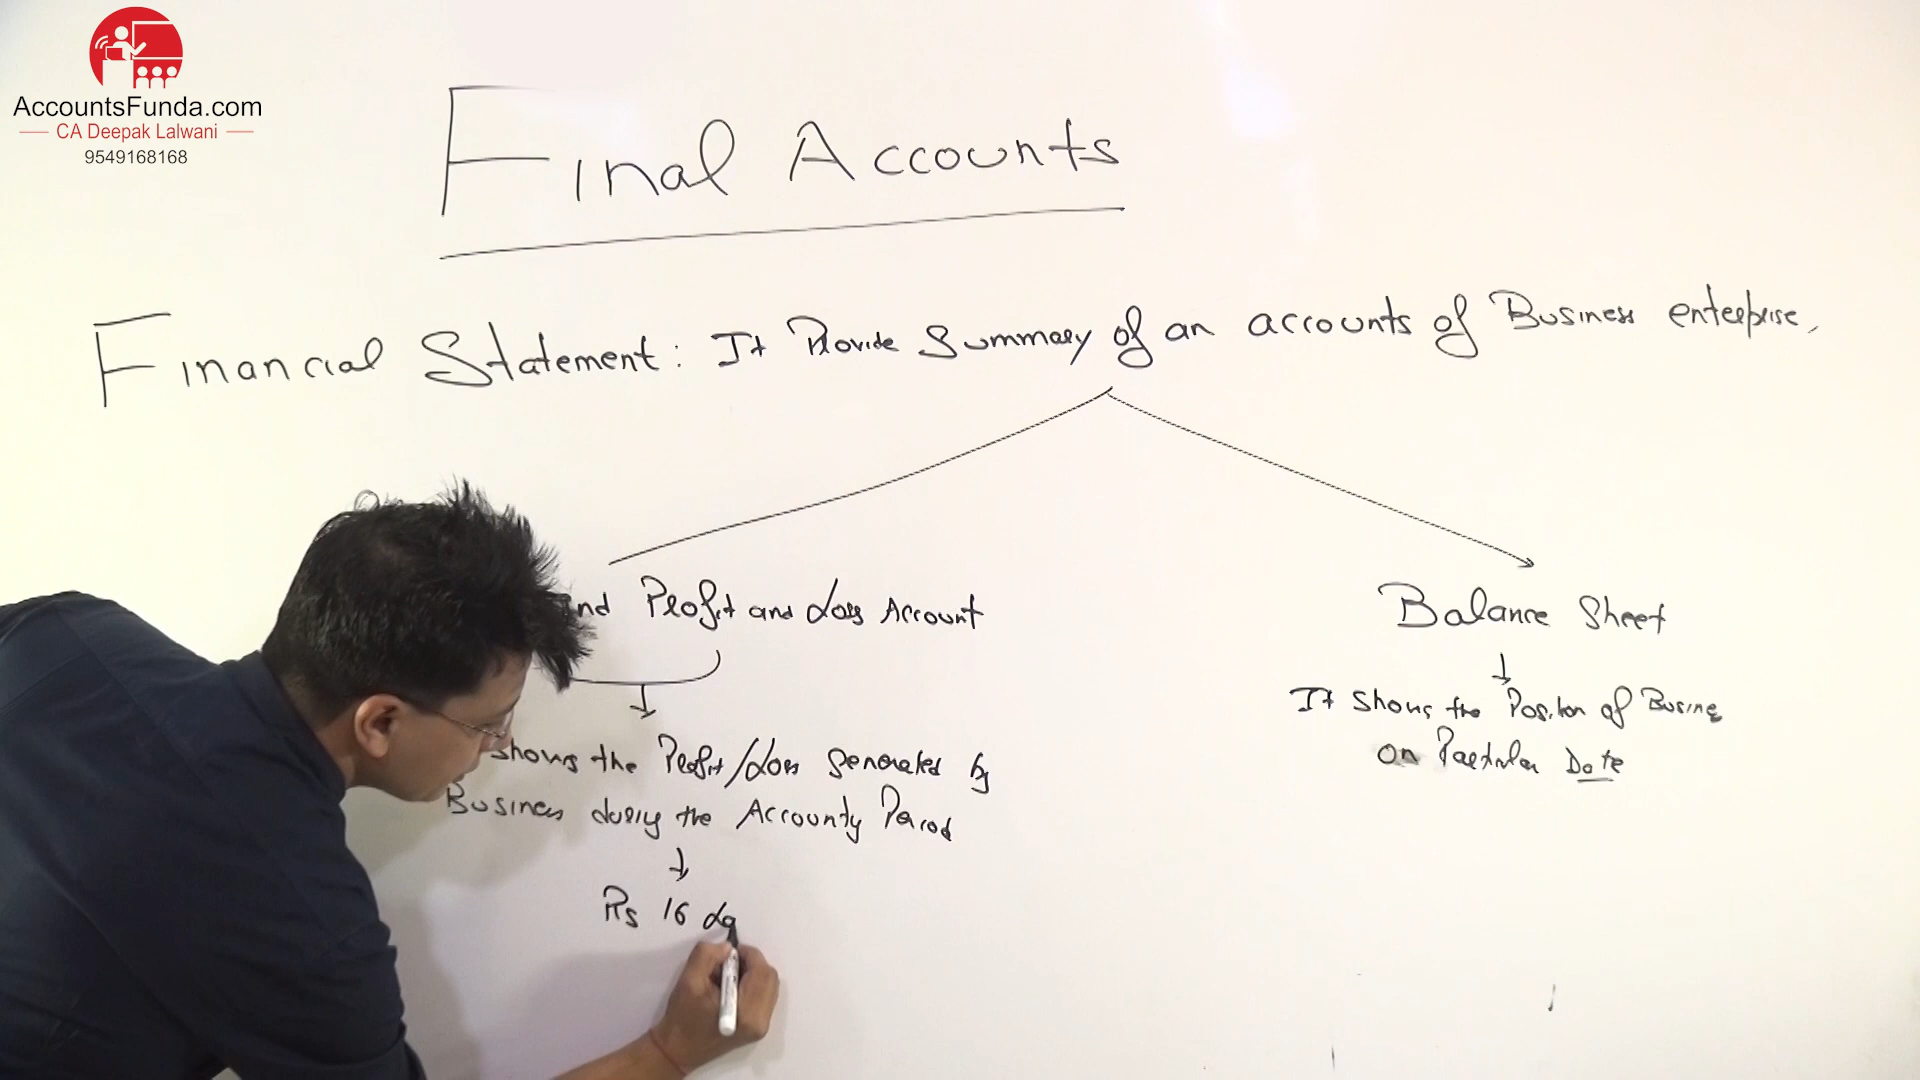 AccountsFunda.com
CA Deepak Lalwani
9549168168
Final Accounts
Financial Statement: It Provide Summary of an accounts of Business enterprise.
and Profit and Loss Account
Balance Sheet
It Shows the Position of Busines
on Particular Date
shows the Profit/Loss generated by
Business during the Accounting Period
Rs 16 La